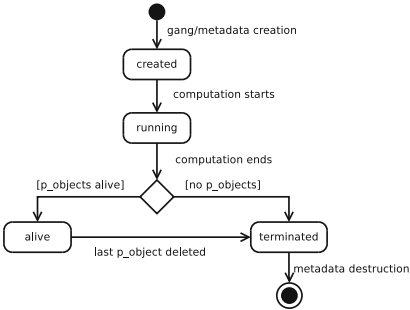 gang/metadata creation
created
computation starts
running
computation ends
[p_objects alive]
[no p_objects]
alive
terminated
last p_object deleted
metadata destruction